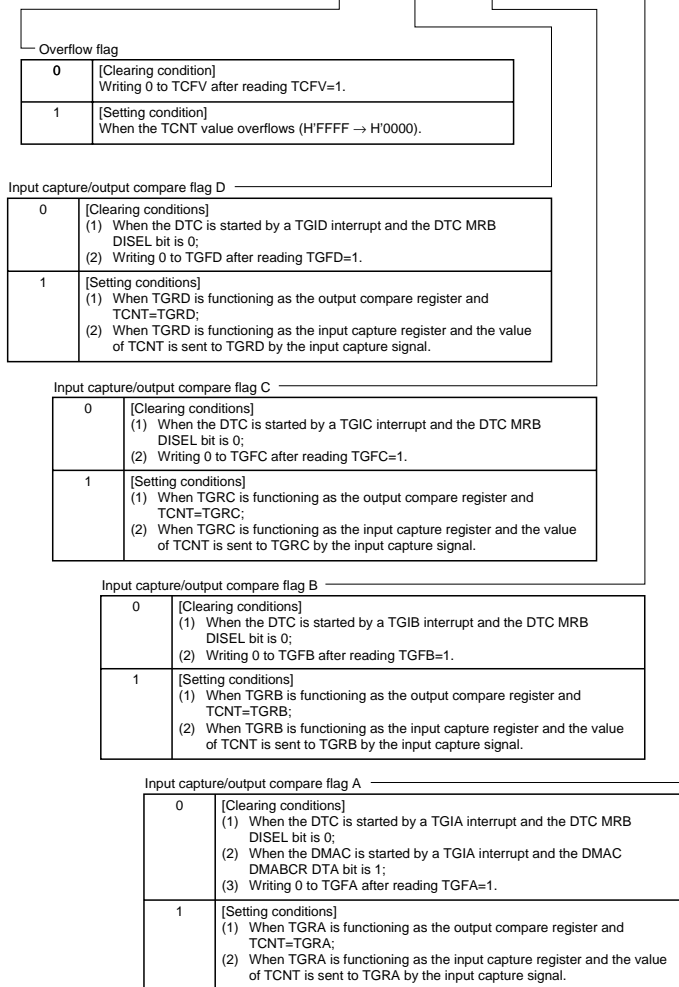 Overflow flag
0 [Clearing condition]
Writing 0 to TCFV after reading TCFV=1.
1 [Setting condition]
When the TCNT value overflows (H'FFFF → H'0000).
Input capture/output compare flag D
0 [Clearing conditions]
(1) When the DTC is started by a TGID interrupt and the DTC MRB
DISEL bit is 0;
(2) Writing 0 to TGFD after reading TGFD=1.
1 [Setting conditions]
(1) When TGRD is functioning as the output compare register and
TCNT=TGRD;
(2) When TGRD is functioning as the input capture register and the value
of TCNT is sent to TGRD by the input capture signal.
Input capture/output compare flag C
0 [Clearing conditions]
(1) When the DTC is started by a TGIC interrupt and the DTC MRB
DISEL bit is 0;
(2) Writing 0 to TGFC after reading TGFC=1.
1 [Setting conditions]
(1) When TGRC is functioning as the output compare register and
TCNT=TGRC;
(2) When TGRC is functioning as the input capture register and the value
of TCNT is sent to TGRC by the input capture signal.
Input capture/output compare flag B
0 [Clearing conditions]
(1) When the DTC is started by a TGIB interrupt and the DTC MRB
DISEL bit is 0;
(2) Writing 0 to TGFB after reading TGFB=1.
1 [Setting conditions]
(1) When TGRB is functioning as the output compare register and
TCNT=TGRB;
(2) When TGRB is functioning as the input capture register and the value
of TCNT is sent to TGRB by the input capture signal.
Input capture/output compare flag A
0 [Clearing conditions]
(1) When the DTC is started by a TGIA interrupt and the DTC MRB
DISEL bit is 0;
(2) When the DMAC is started by a TGIA interrupt and the DMAC
DMABCR DTA bit is 1;
(3) Writing 0 to TGFA after reading TGFA=1.
1 [Setting conditions]
(1) When TGRA is functioning as the output compare register and
TCNT=TGRA;
(2) When TGRA is functioning as the input capture register and the value
of TCNT is sent to TGRA by the input capture signal.